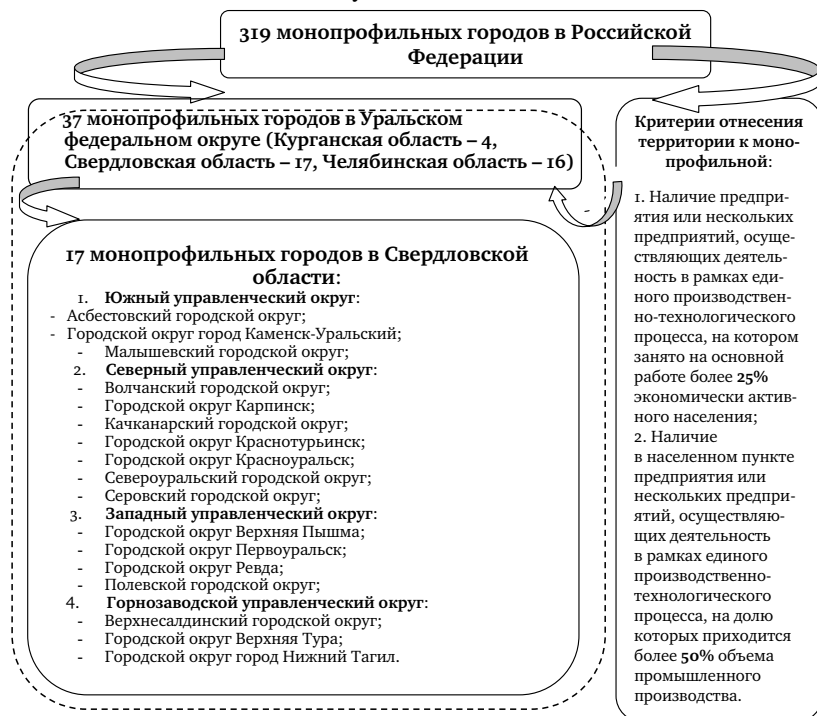 319 монопрофильных городов в Российской
Федерации
37 монопрофильных городов в Уральском
федеральном округе (Курганская область – 4,
Свердловская область – 17, Челябинская область – 16)
17 монопрофильных городов в Свердловской
области:
1. Южный управленческий округ:
- Асбестовский городской округ;
- Городской округ город Каменск-Уральский;
- Малышевский городской округ;
2. Северный управленческий округ:
- Волчанский городской округ;
- Городской округ Карпинск;
- Качканарский городской округ;
- Городской округ Краснотурьинск;
- Городской округ Красноуральск;
- Североуральский городской округ;
- Серовский городской округ;
3. Западный управленческий округ:
- Городской округ Верхняя Пышма;
- Городской округ Первоуральск;
- Городской округ Ревда;
- Полевской городской округ;
4. Горнозаводской управленческий округ:
- Верхнесалдинский городской округ;
- Городской округ Верхняя Тура;
- Городской округ город Нижний Тагил.
Критерии отнесения
территории к моно-
профильной:
1. Наличие предпри-
ятия или нескольких
предприятий, осуще-
ствляющих деятель-
ность в рамках еди-
ного производствен-
но-технологического
процесса, на котором
занято на основной
работе более 25%
экономически актив-
ного населения;
2. Наличие
в населенном пункте
предприятия или
нескольких предпри-
ятий, осуществляю-
щих деятельность
в рамках единого
производственно-
технологического
процесса, на долю
которых приходится
более 50% объема
промышленного
производства.